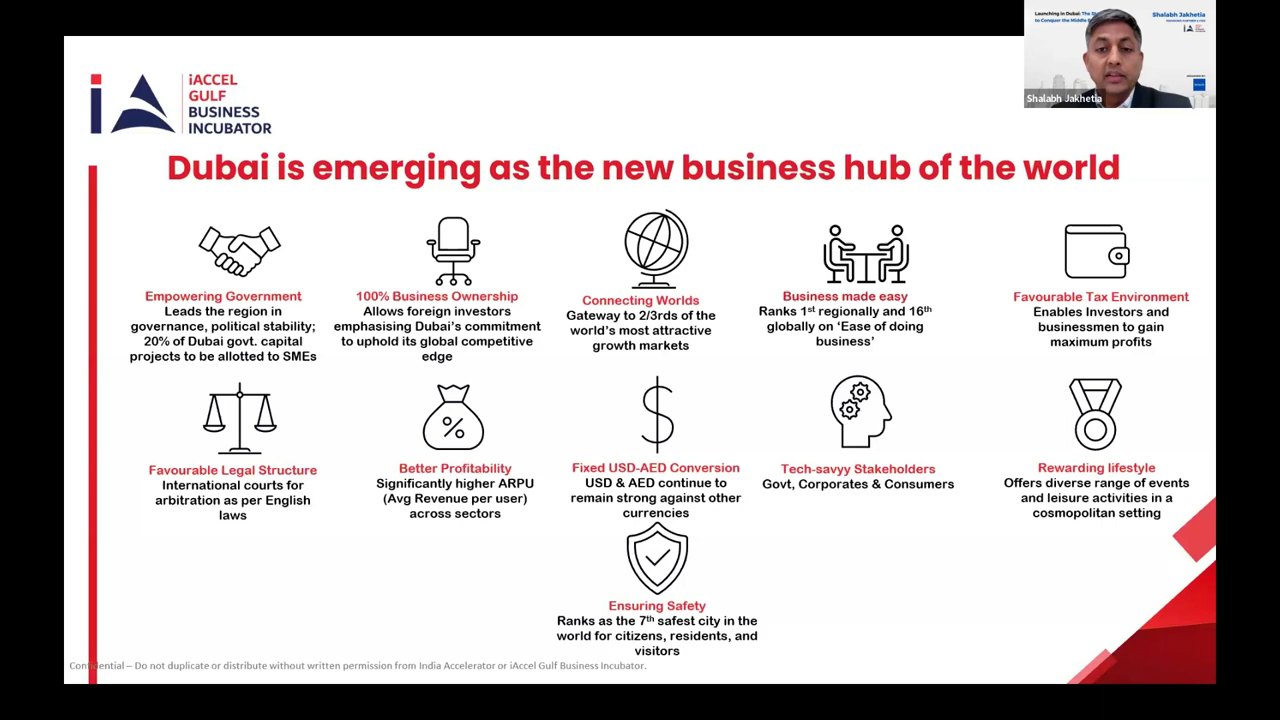 Launching in Dubai: The
to Conquer the Middle
Shalabh Jakhetia
Shalabh Jakhetia
iA
iACCEL
GULF
BUSINESS
INCUBATOR
Dubai is emerging as the new business hub of the world
Empowering Government
Leads the region in
governance, political stability;
20% of Dubai govt. capital
projects to be allotted to SMEs
100% Business Ownership
Allows foreign investors
emphasising Dubai's commitment
to uphold its global competitive
edge
Connecting Worlds
Gateway to 2/3rds of the
world's most attractive
growth markets
Business made easy
Ranks 1st regionally and 16th
globally on 'Ease of doing
business'
Favourable Tax Environment
Enables Investors and
businessmen to gain
maximum profits
Favourable Legal Structure
International courts for
arbitration as per English
laws
Better Profitability
Significantly higher ARPU
(Avg Revenue per user)
across sectors
Fixed USD-AED Conversion
USD & AED continue to
remain strong against other
currencies
Tech-savyy Stakeholders
Govt, Corporates & Consumers
Rewarding lifestyle
Offers diverse range of events
and leisure activities in a
cosmopolitan setting
Ensuring Safety
Ranks as the 7th safest city in the
world for citizens, residents, and
visitors
Confidential – Do not duplicate or distribute without written permission from India Accelerator or iAccel Gulf Business Incubator.